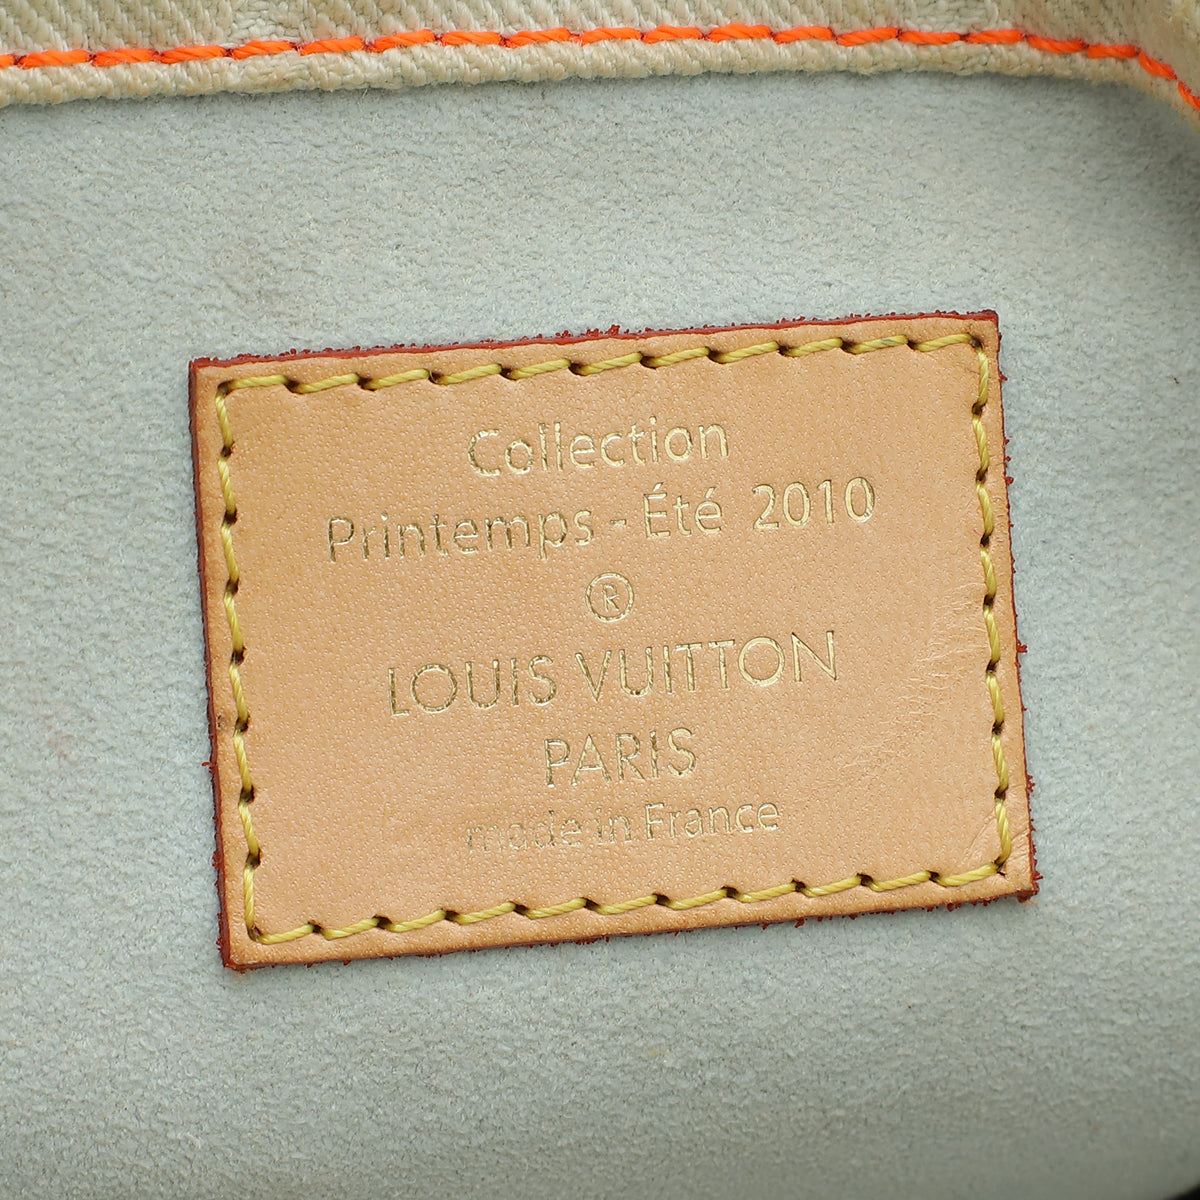 Collection
Printemps - Été 2010
®
LOUIS VUITTON
PARIS
made in France